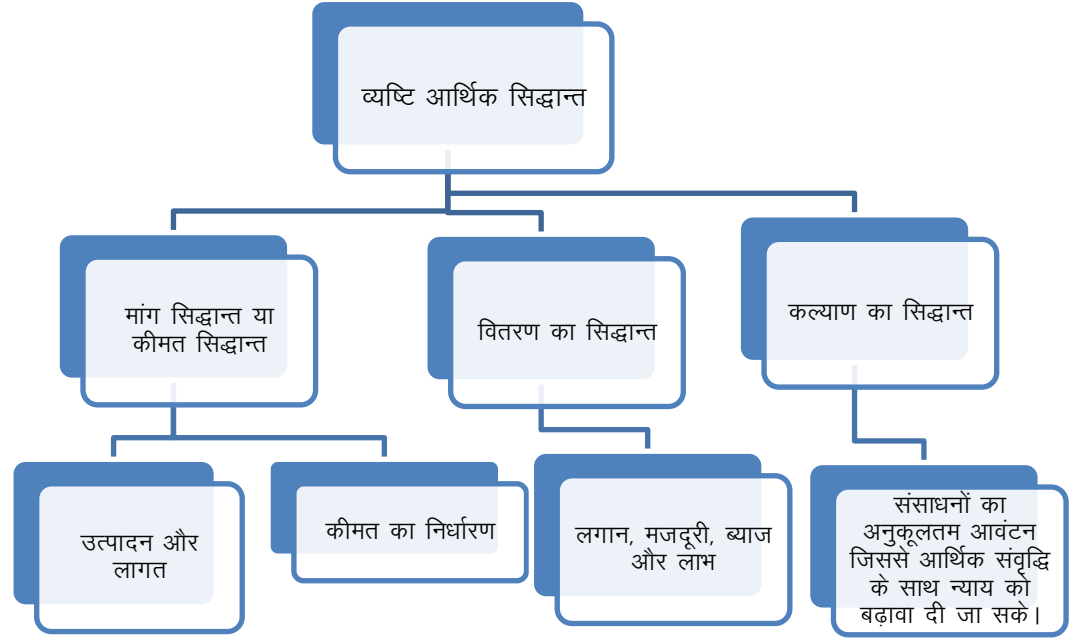 व्यष्टि आर्थिक सिद्धान्त
मांग सिद्धान्त या
कीमत सिद्धान्त
वितरण का सिद्धान्त
कल्याण का सिद्धान्त
उत्पादन और
लागत
कीमत का निर्धारण
लगान, मजदूरी, ब्याज
और लाभ
संसाधनों का
अनुकूलतम आवंटन
जिससे आर्थिक संवृद्धि
के साथ न्याय को
बढ़ावा दी जा सके।